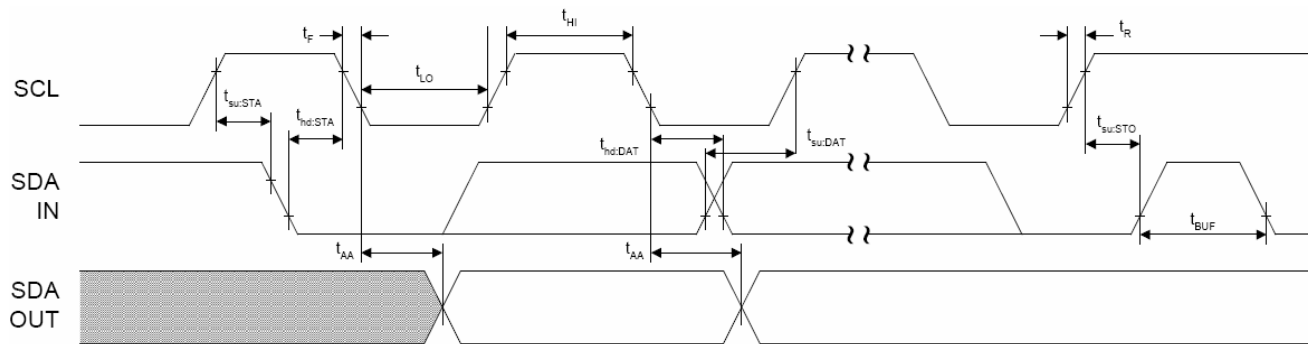 t_HI
t_F
t_R
SCL
t_LO
t_su:STA
t_hd:STA
t_su:STO
t_hd:DAT
t_su:DAT
SDA
IN
t_BUF
t_AA
t_AA
SDA
OUT